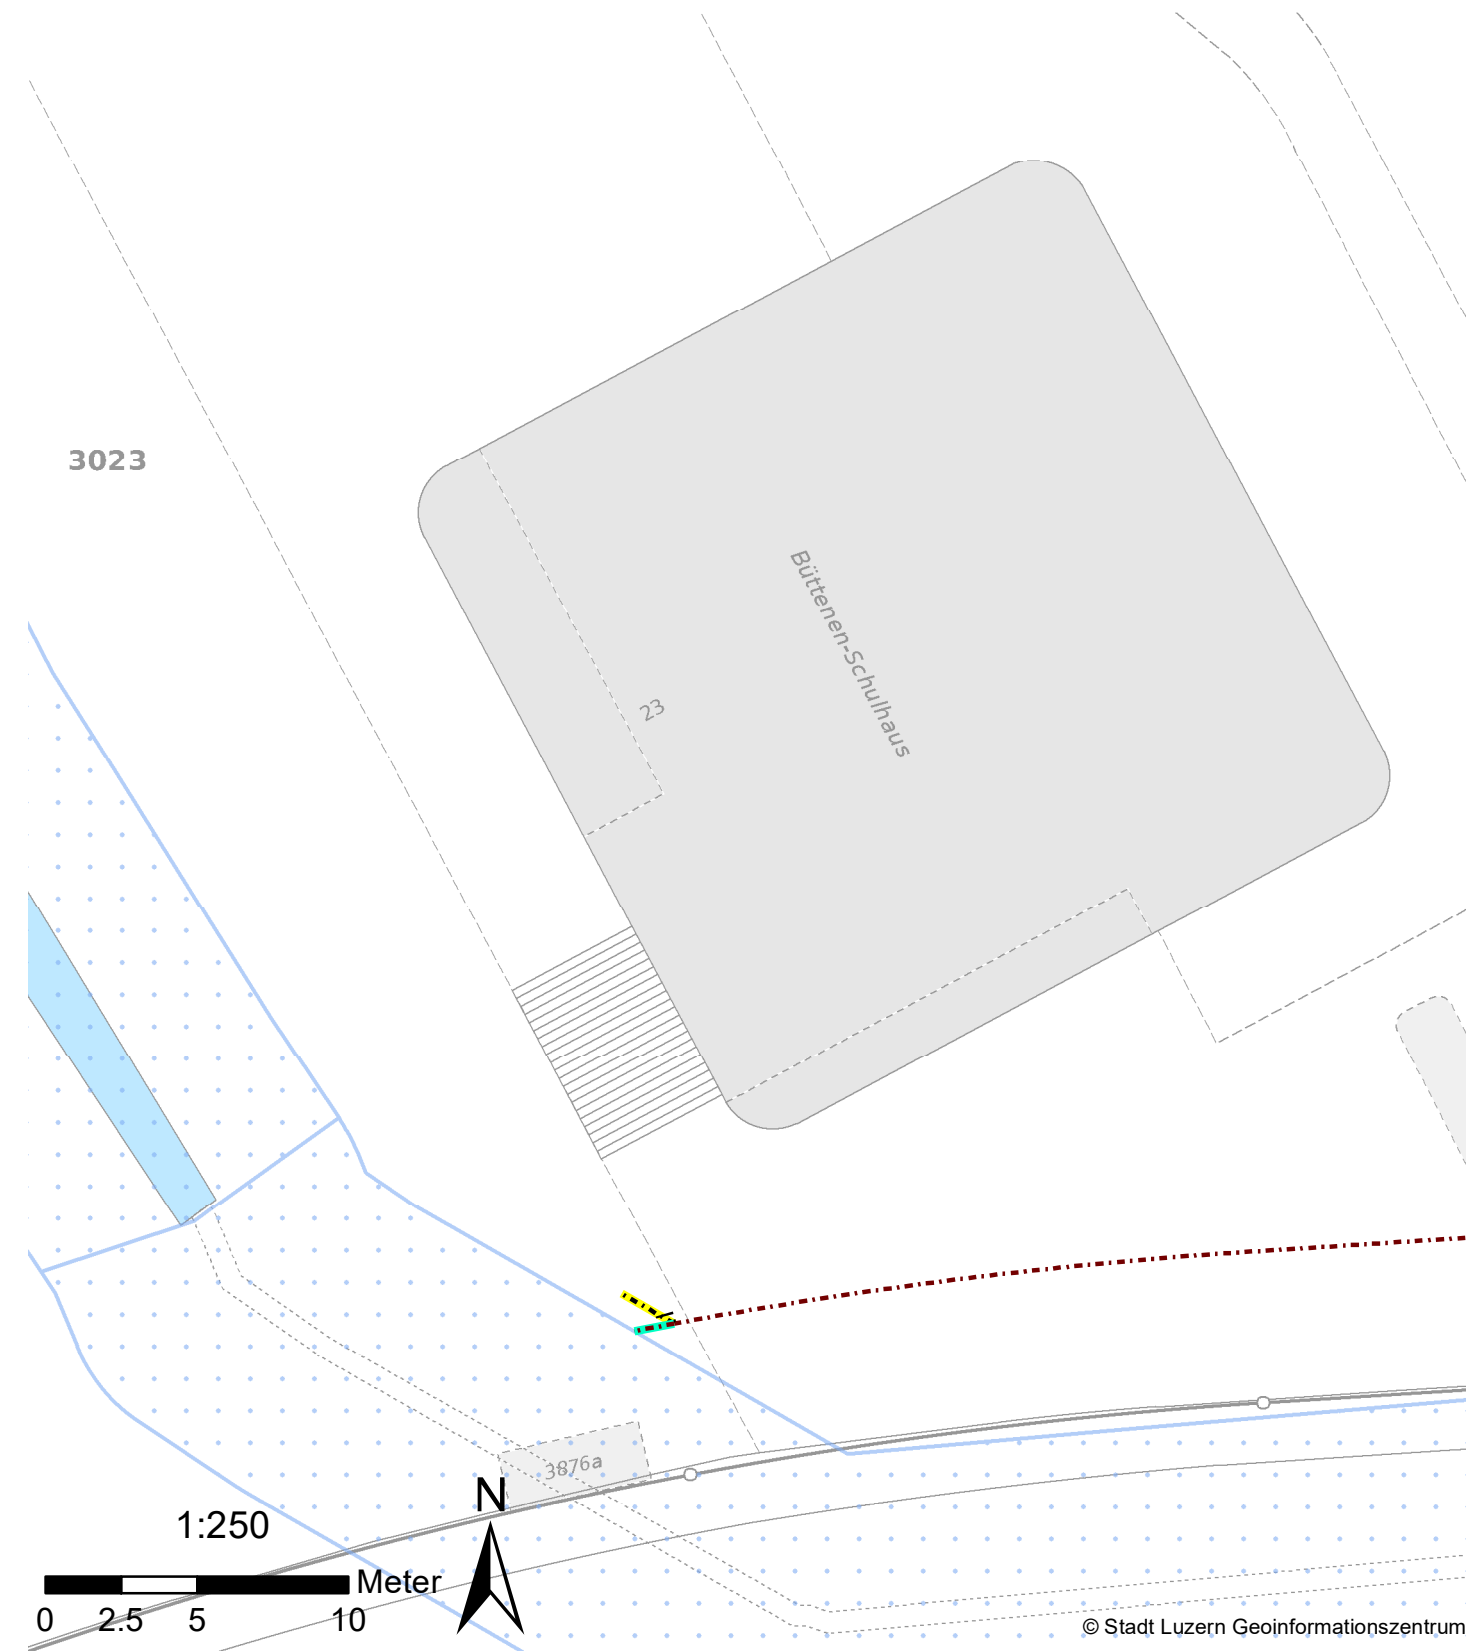 3023
Büttenen-Schulhaus
23
3876a
N
1:250
Meter
0 2.5 5 10
© Stadt Luzern Geoinformationszentrum